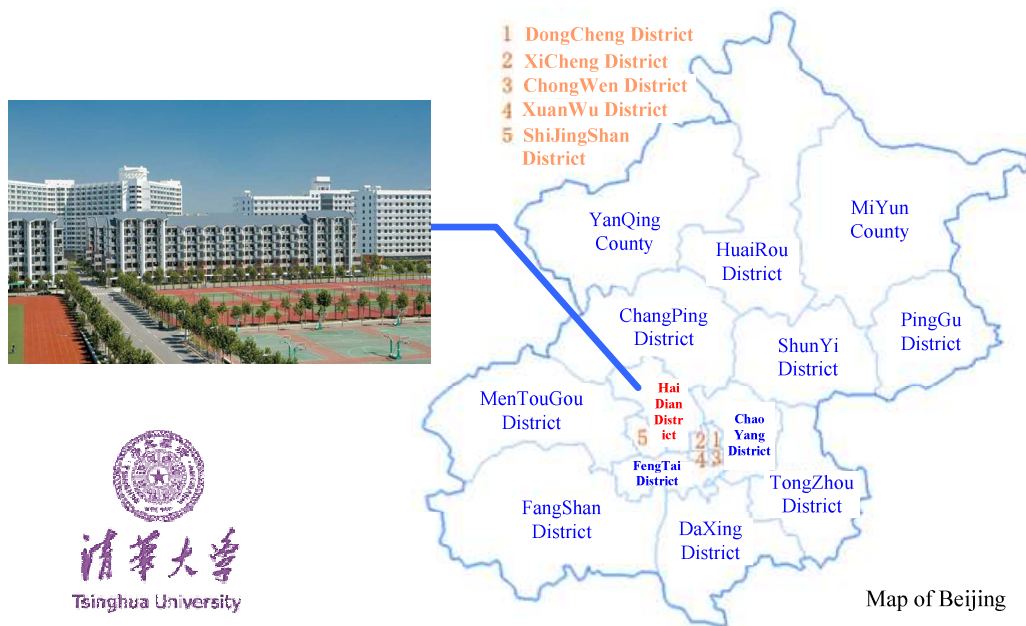 1 DongCheng District
2 XiCheng District
3 ChongWen District
4 XuanWu District
5 ShiJingShan
District
YanQing
County
MiYun
County
HuaiRou
District
ChangPing
District
PingGu
District
ShunYi
District
MenTouGou
District
Hai
Dian
Distr
ict
Chao
Yang
District
5
2 1
4 3
FengTai
District
TongZhou
District
FangShan
District
DaXing
District
清華大学
Tsinghua University
Map of Beijing